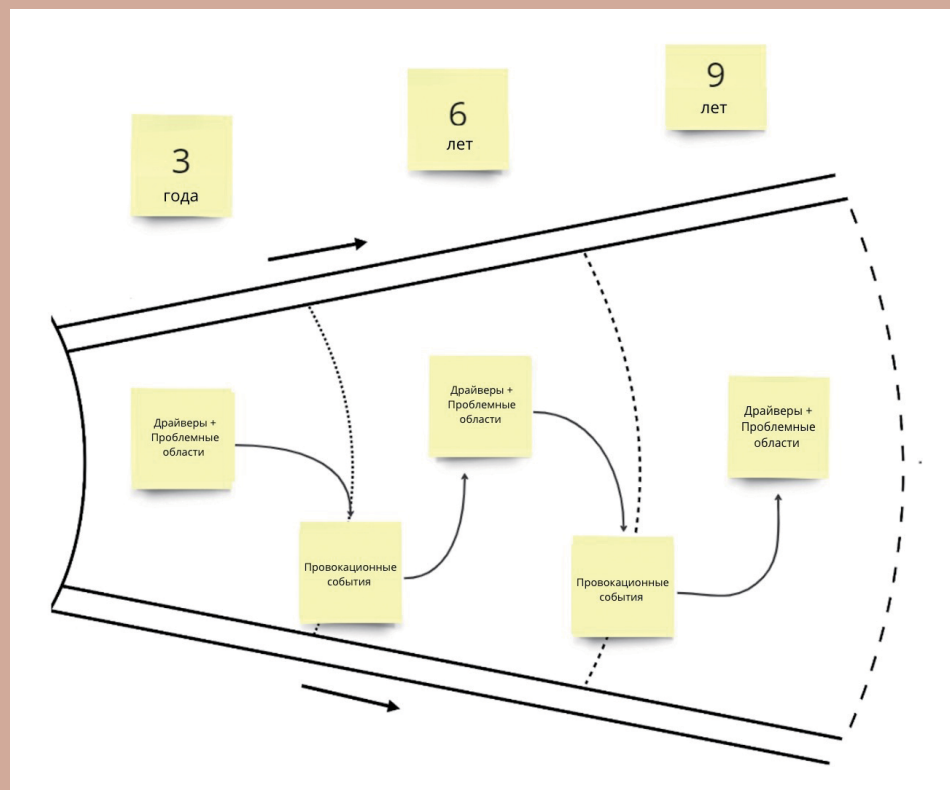 3
года
6
лет
9
лет
Драйверы +
Проблемные
области
Провокационные
события
Драйверы +
Проблемные
области
Провокационные
события
Драйверы +
Проблемные
области